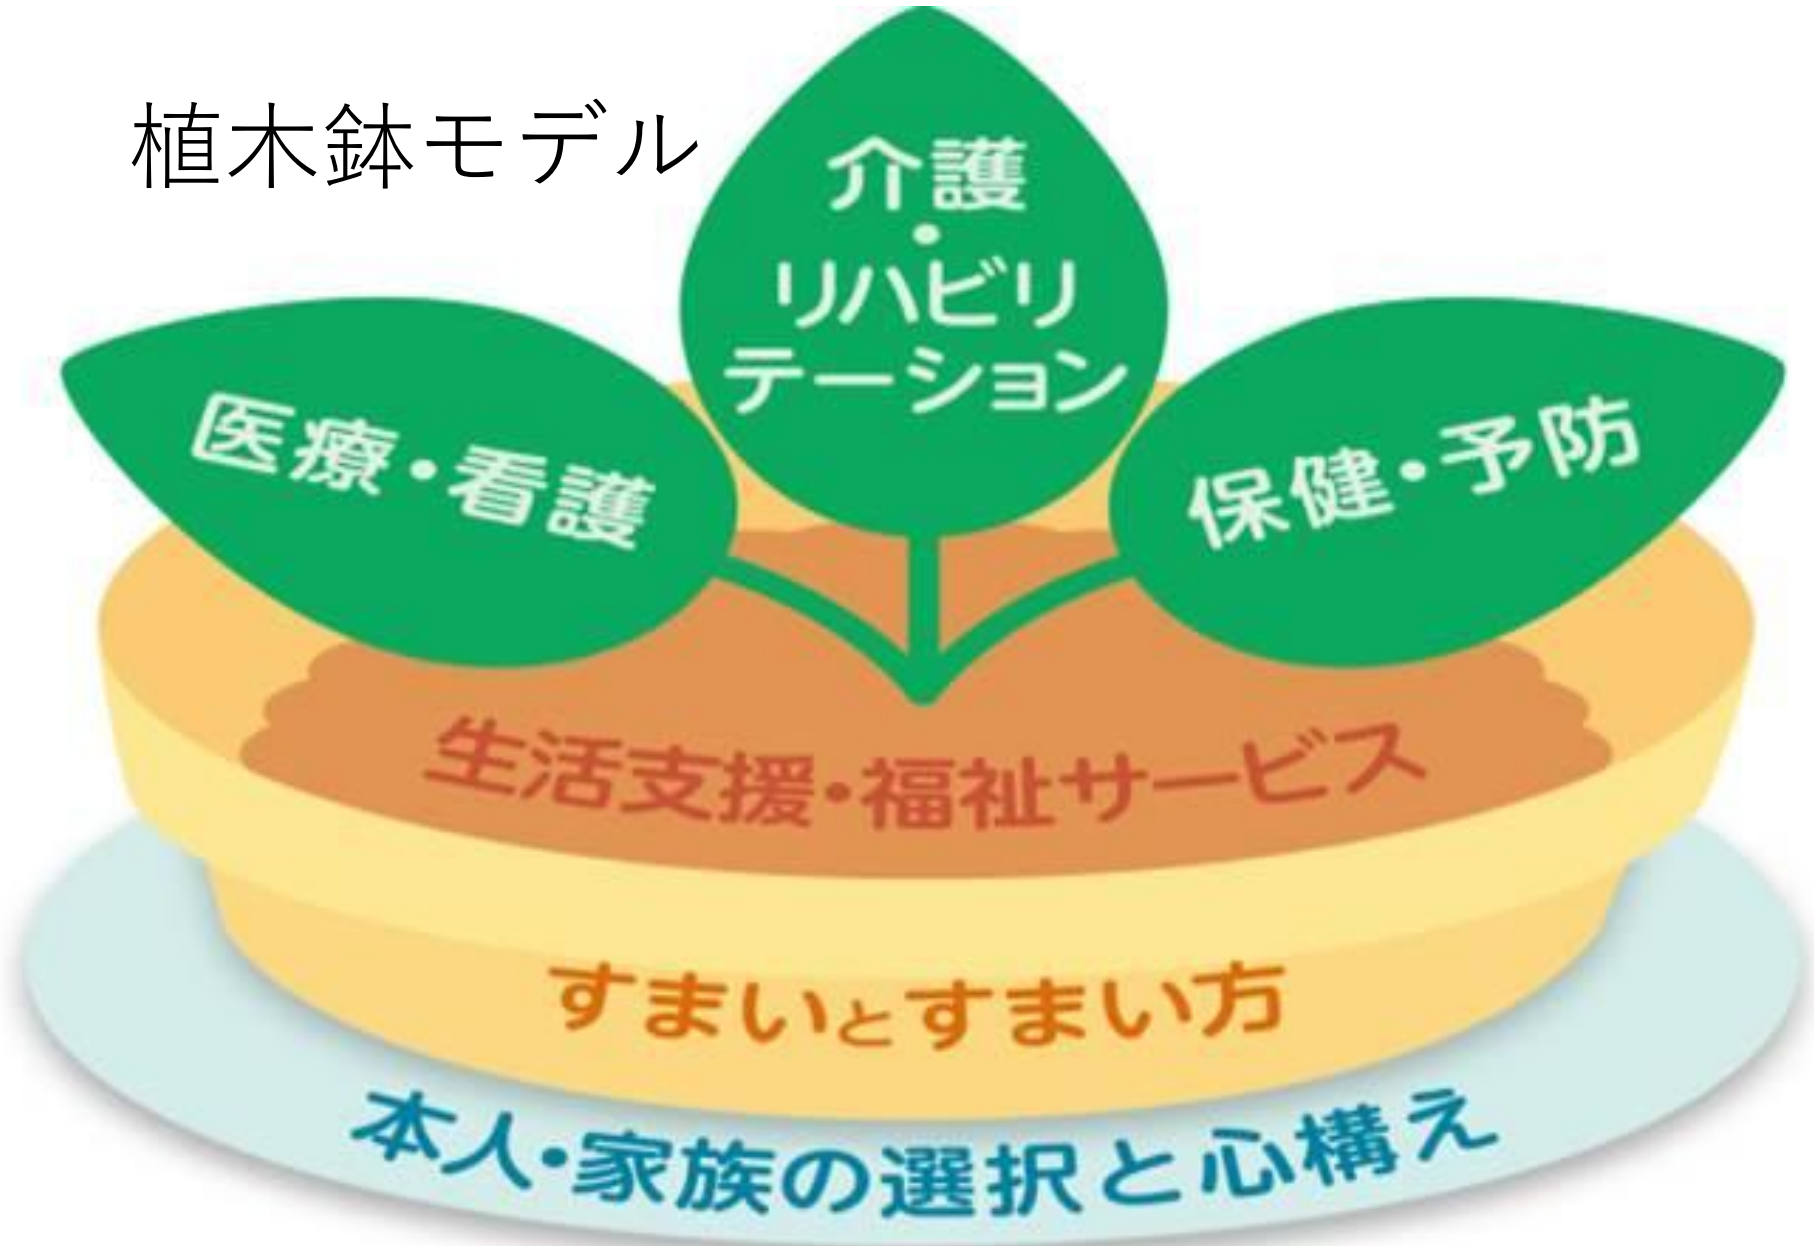 植木鉢モデル
介護
・
リハビリ
テーション
医療・看護
保健・予防
生活支援・福祉サービス
すまいとすまい方
本人・家族の選択と心構え